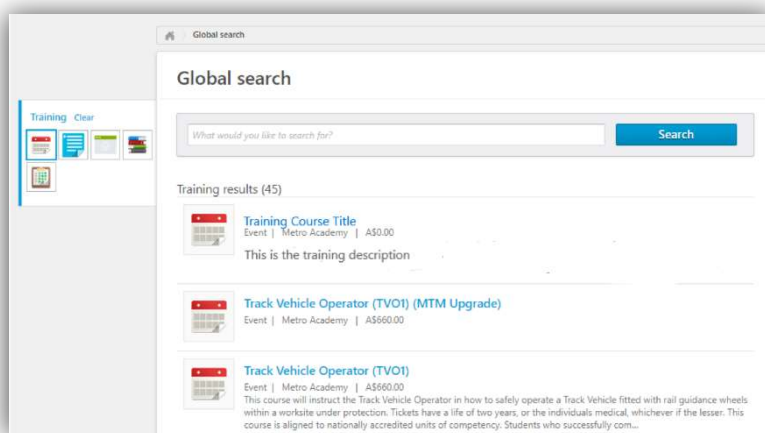 Global search
Global search
Training Clear
What would you like to search for?
Search
Training results (45)
Training Course Title
Event | Metro Academy | A$0.00
This is the training description
Track Vehicle Operator (TVO1) (MTM Upgrade)
Event | Metro Academy | A$660.00
Track Vehicle Operator (TVO1)
Event | Metro Academy | A$660.00
This course will instruct the Track Vehicle Operator in how to safely operate a Track Vehicle fitted with rail guidance wheels
within a worksite under protection. Tickets have a life of two years, or the individuals medical, whichever if the lesser. This
course is aligned to nationally accredited units of competency. Students who successfully com...